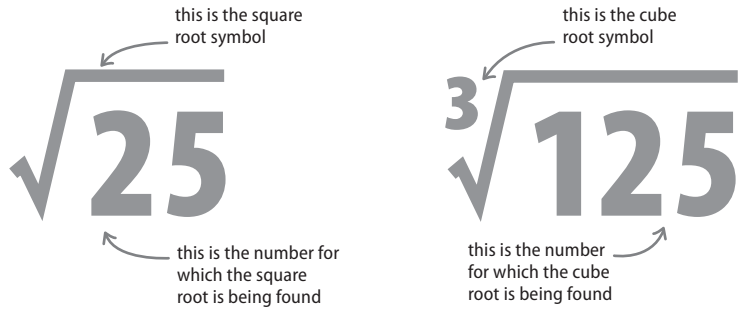 this is the square
root symbol
√25
this is the number for
which the square
root is being found
this is the cube
root symbol
3√125
this is the number
for which the cube
root is being found